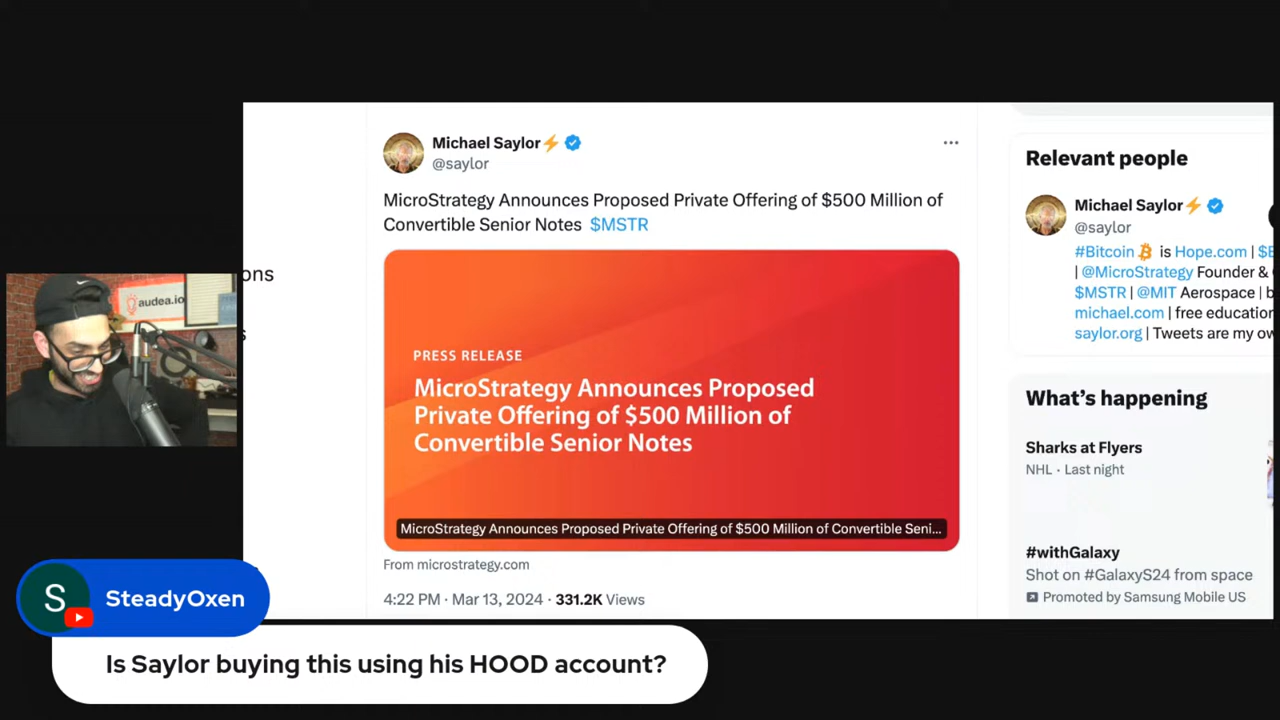 Michael Saylor⚡
@saylor
MicroStrategy Announces Proposed Private Offering of $500 Million of
Convertible Senior Notes $MSTR
PRESS RELEASE
MicroStrategy Announces Proposed
Private Offering of $500 Million of
Convertible Senior Notes
MicroStrategy Announces Proposed Private Offering of $500 Million of Convertible Seni...
From microstrategy.com
4:22 PM · Mar 13, 2024 · 331.2K Views
Relevant people
Michael Saylor⚡
@saylor
#Bitcoin is Hope.com |
| @MicroStrategy Founder &
$MSTR | @MIT Aerospace |
michael.com | free education
saylor.org | Tweets are my
What's happening
Sharks at Flyers
NHL · Last night
#withGalaxy
Shot on #GalaxyS24 from space
Promoted by Samsung Mobile US
ons
s
audea.io
S
SteadyOxen
Is Saylor buying this using his HOOD account?